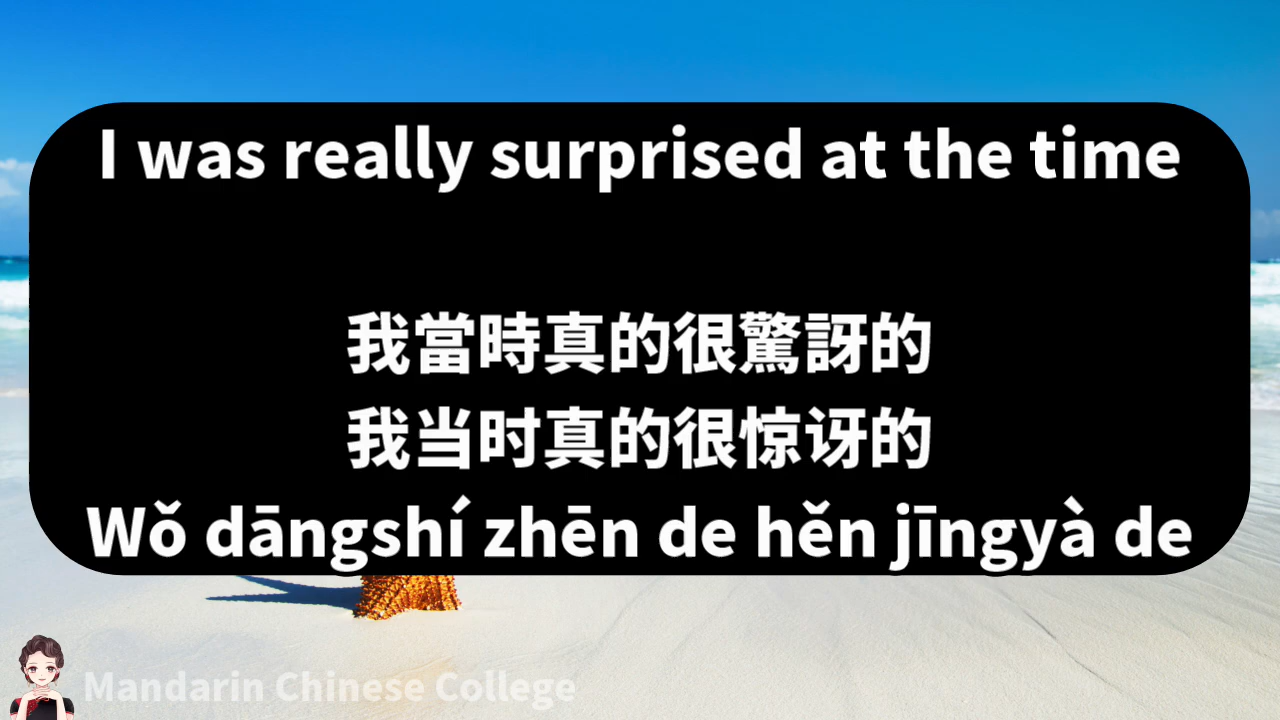 I was really surprised at the time
我當時真的很驚訝的
我当时真的很惊讶的
Wǒ dāngshí zhēn de hěn jīngyà de
Mandarin Chinese College